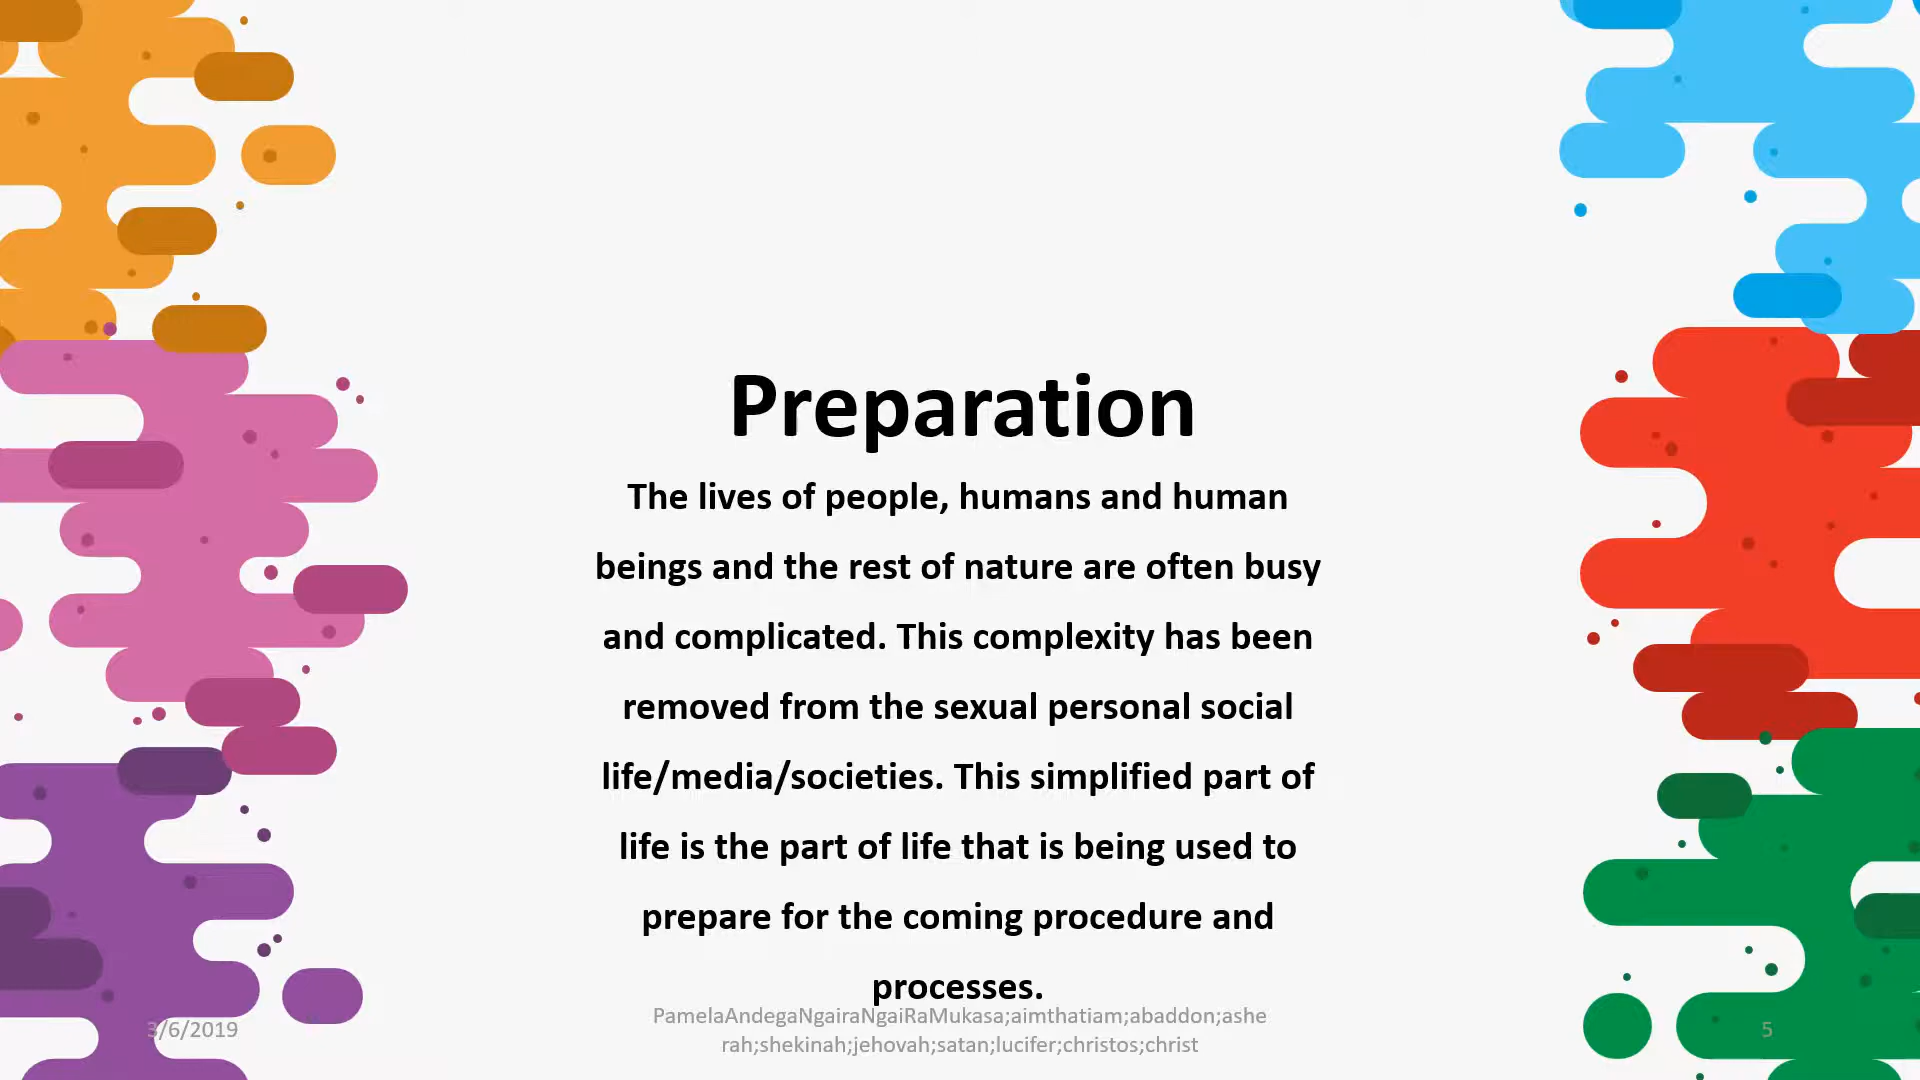 Preparation
The lives of people, humans and human
beings and the rest of nature are often busy
and complicated. This complexity has been
removed from the sexual personal social
life/media/societies. This simplified part of
life is the part of life that is being used to
prepare for the coming procedure and
processes.
3/6/2019
PamelaAndegaNgairaNgaiRaMukasa;aimthatiam;abaddon;ashe
rah;shekinah;jehovah;satan;lucifer;christos;christ
5